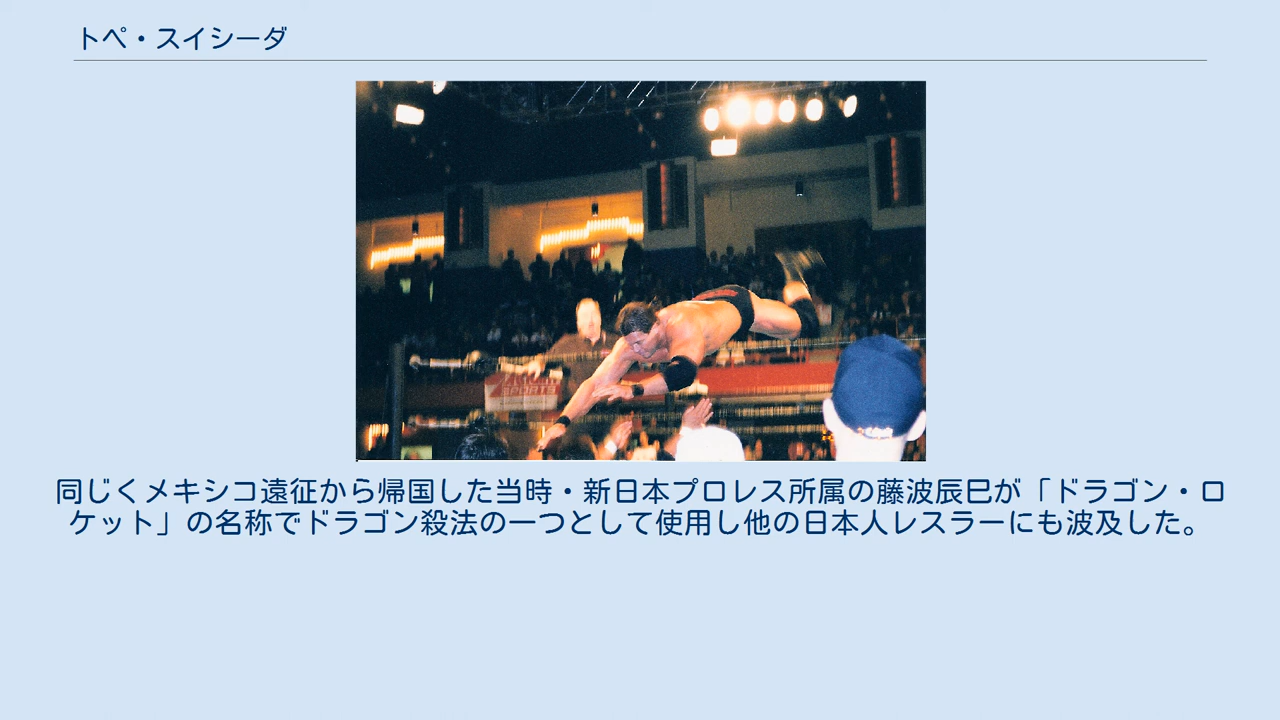 トペ・スイシーダ
SPORTS
同じくメキシコ遠征から帰国した当時・新日本プロレス所属の藤波辰巳が「ドラゴン・ロ
ケット」の名称でドラゴン殺法の一つとして使用し他の日本人レスラーにも波及した。